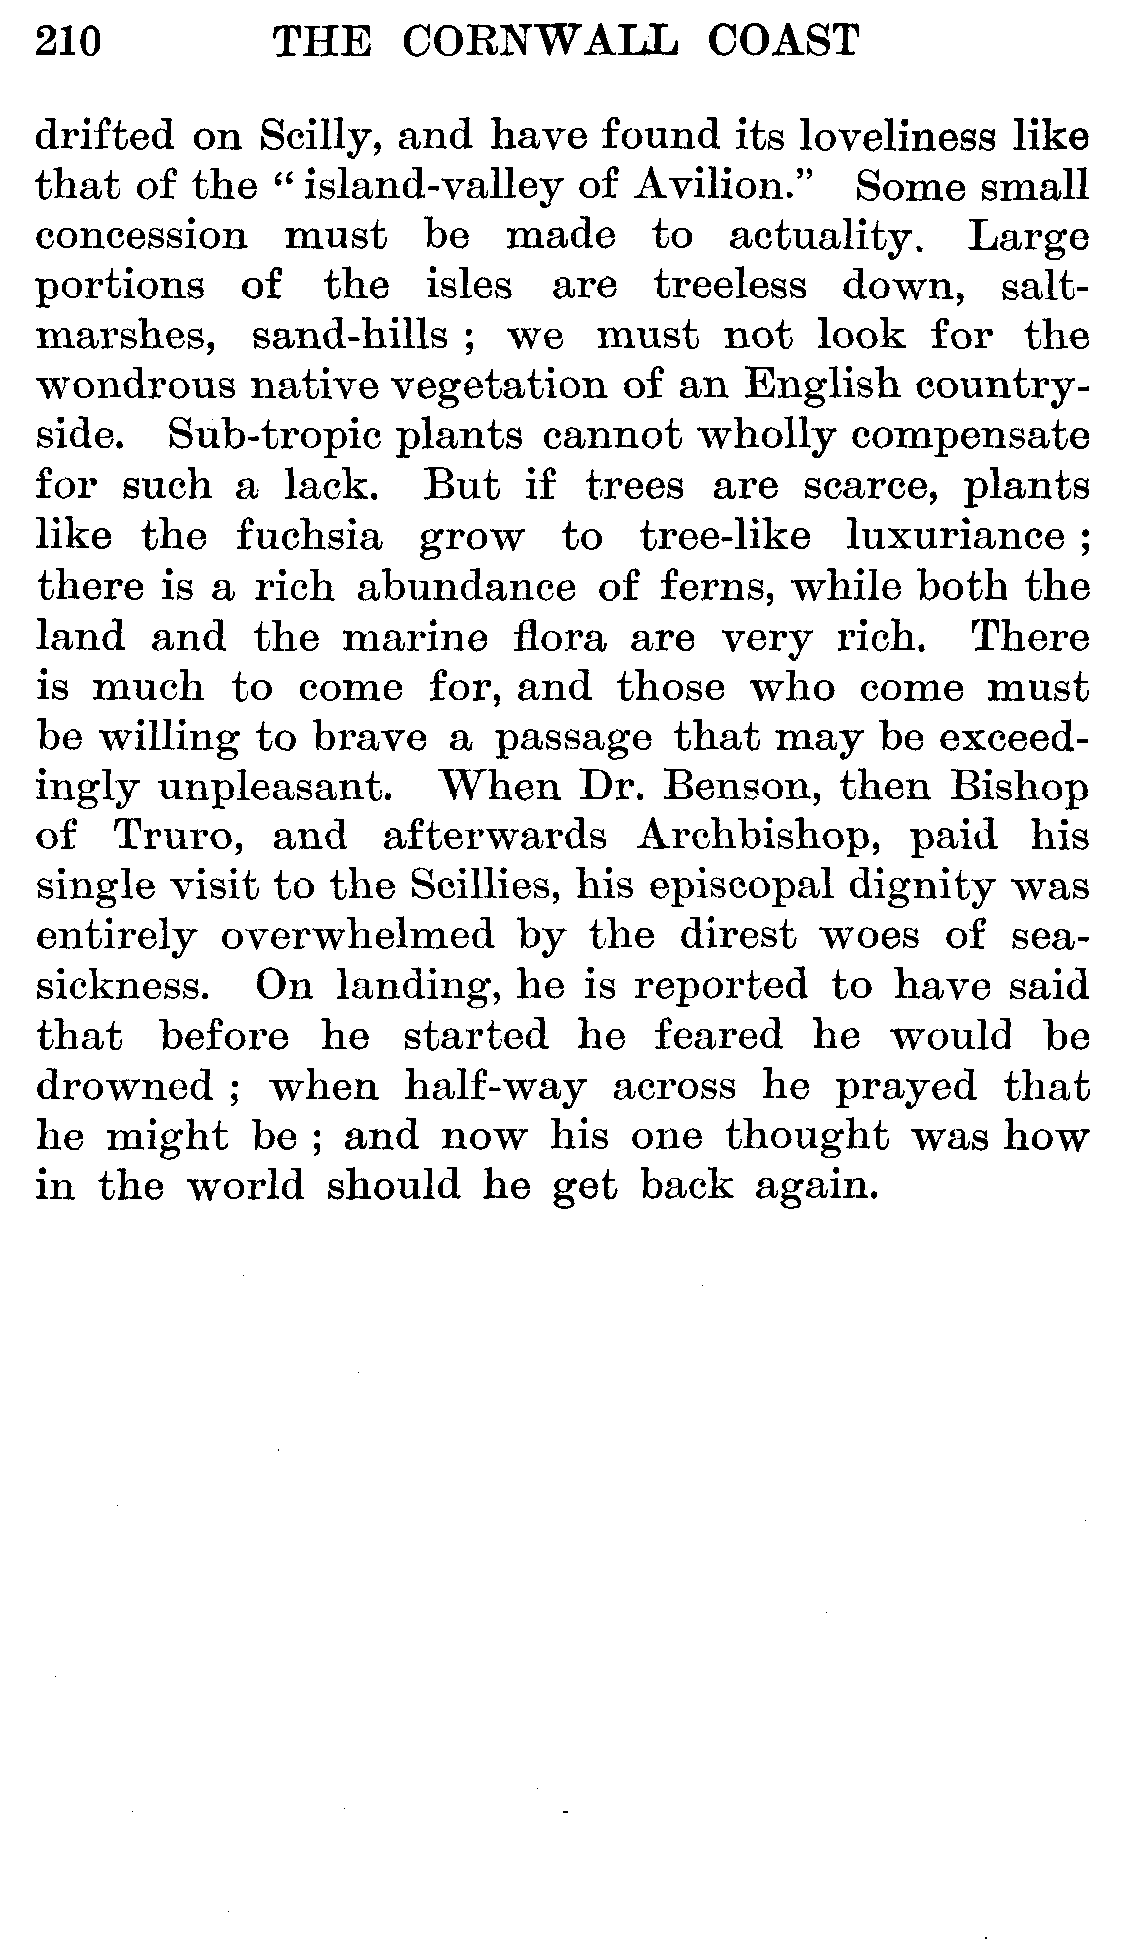 210 THE CORNWALL COAST
drifted on Scilly, and have found its loveliness like
that of the “ island-valley of Avilion.” Some small
concession must be made to actuality. Large
portions of the isles are treeless down, salt-
marshes, sand-hills ; we must not look for the
wondrous native vegetation of an English country-
side. Sub-tropic plants cannot wholly compensate
for such a lack. But if trees are scarce, plants
like the fuchsia grow to tree-like luxuriance ;
there is a rich abundance of ferns, while both the
land and the marine flora are very rich. There
is much to come for, and those who come must
be willing to brave a passage that may be exceed-
ingly unpleasant. When Dr. Benson, then Bishop
of Truro, and afterwards Archbishop, paid his
single visit to the Scillies, his episcopal dignity was
entirely overwhelmed by the direst woes of sea-
sickness. On landing, he is reported to have said
that before he started he feared he would be
drowned ; when half-way across he prayed that
he might be ; and now his one thought was how
in the world should he get back again.